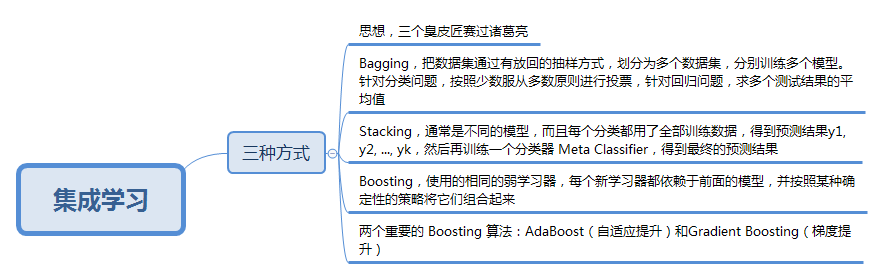 集成学习
三种方式
思想，三个皇皮匠赛过诸葛亮
Bagging，把数据集通过有放回的抽样方式，划分为多个数据集，分别训练多个模型。
针对分类问题，按照少数服从多数原则进行投票，针对回归问题，求多个测试结果的平
均值
Stacking，通常是不同的模型，而且每个分类都用了全部训练数据，得到预测结果y1,
y2, ..., yk，然后再训练一个分类器 Meta Classifier，得到最终的预测结果
Boosting，使用的相同的弱学习器，每个新学习器都依赖于前面的模型，并按照某种确
定性的策略将它们组合起来
两个重要的 Boosting 算法：AdaBoost（自适应提升）和Gradient Boosting（梯度提
升）